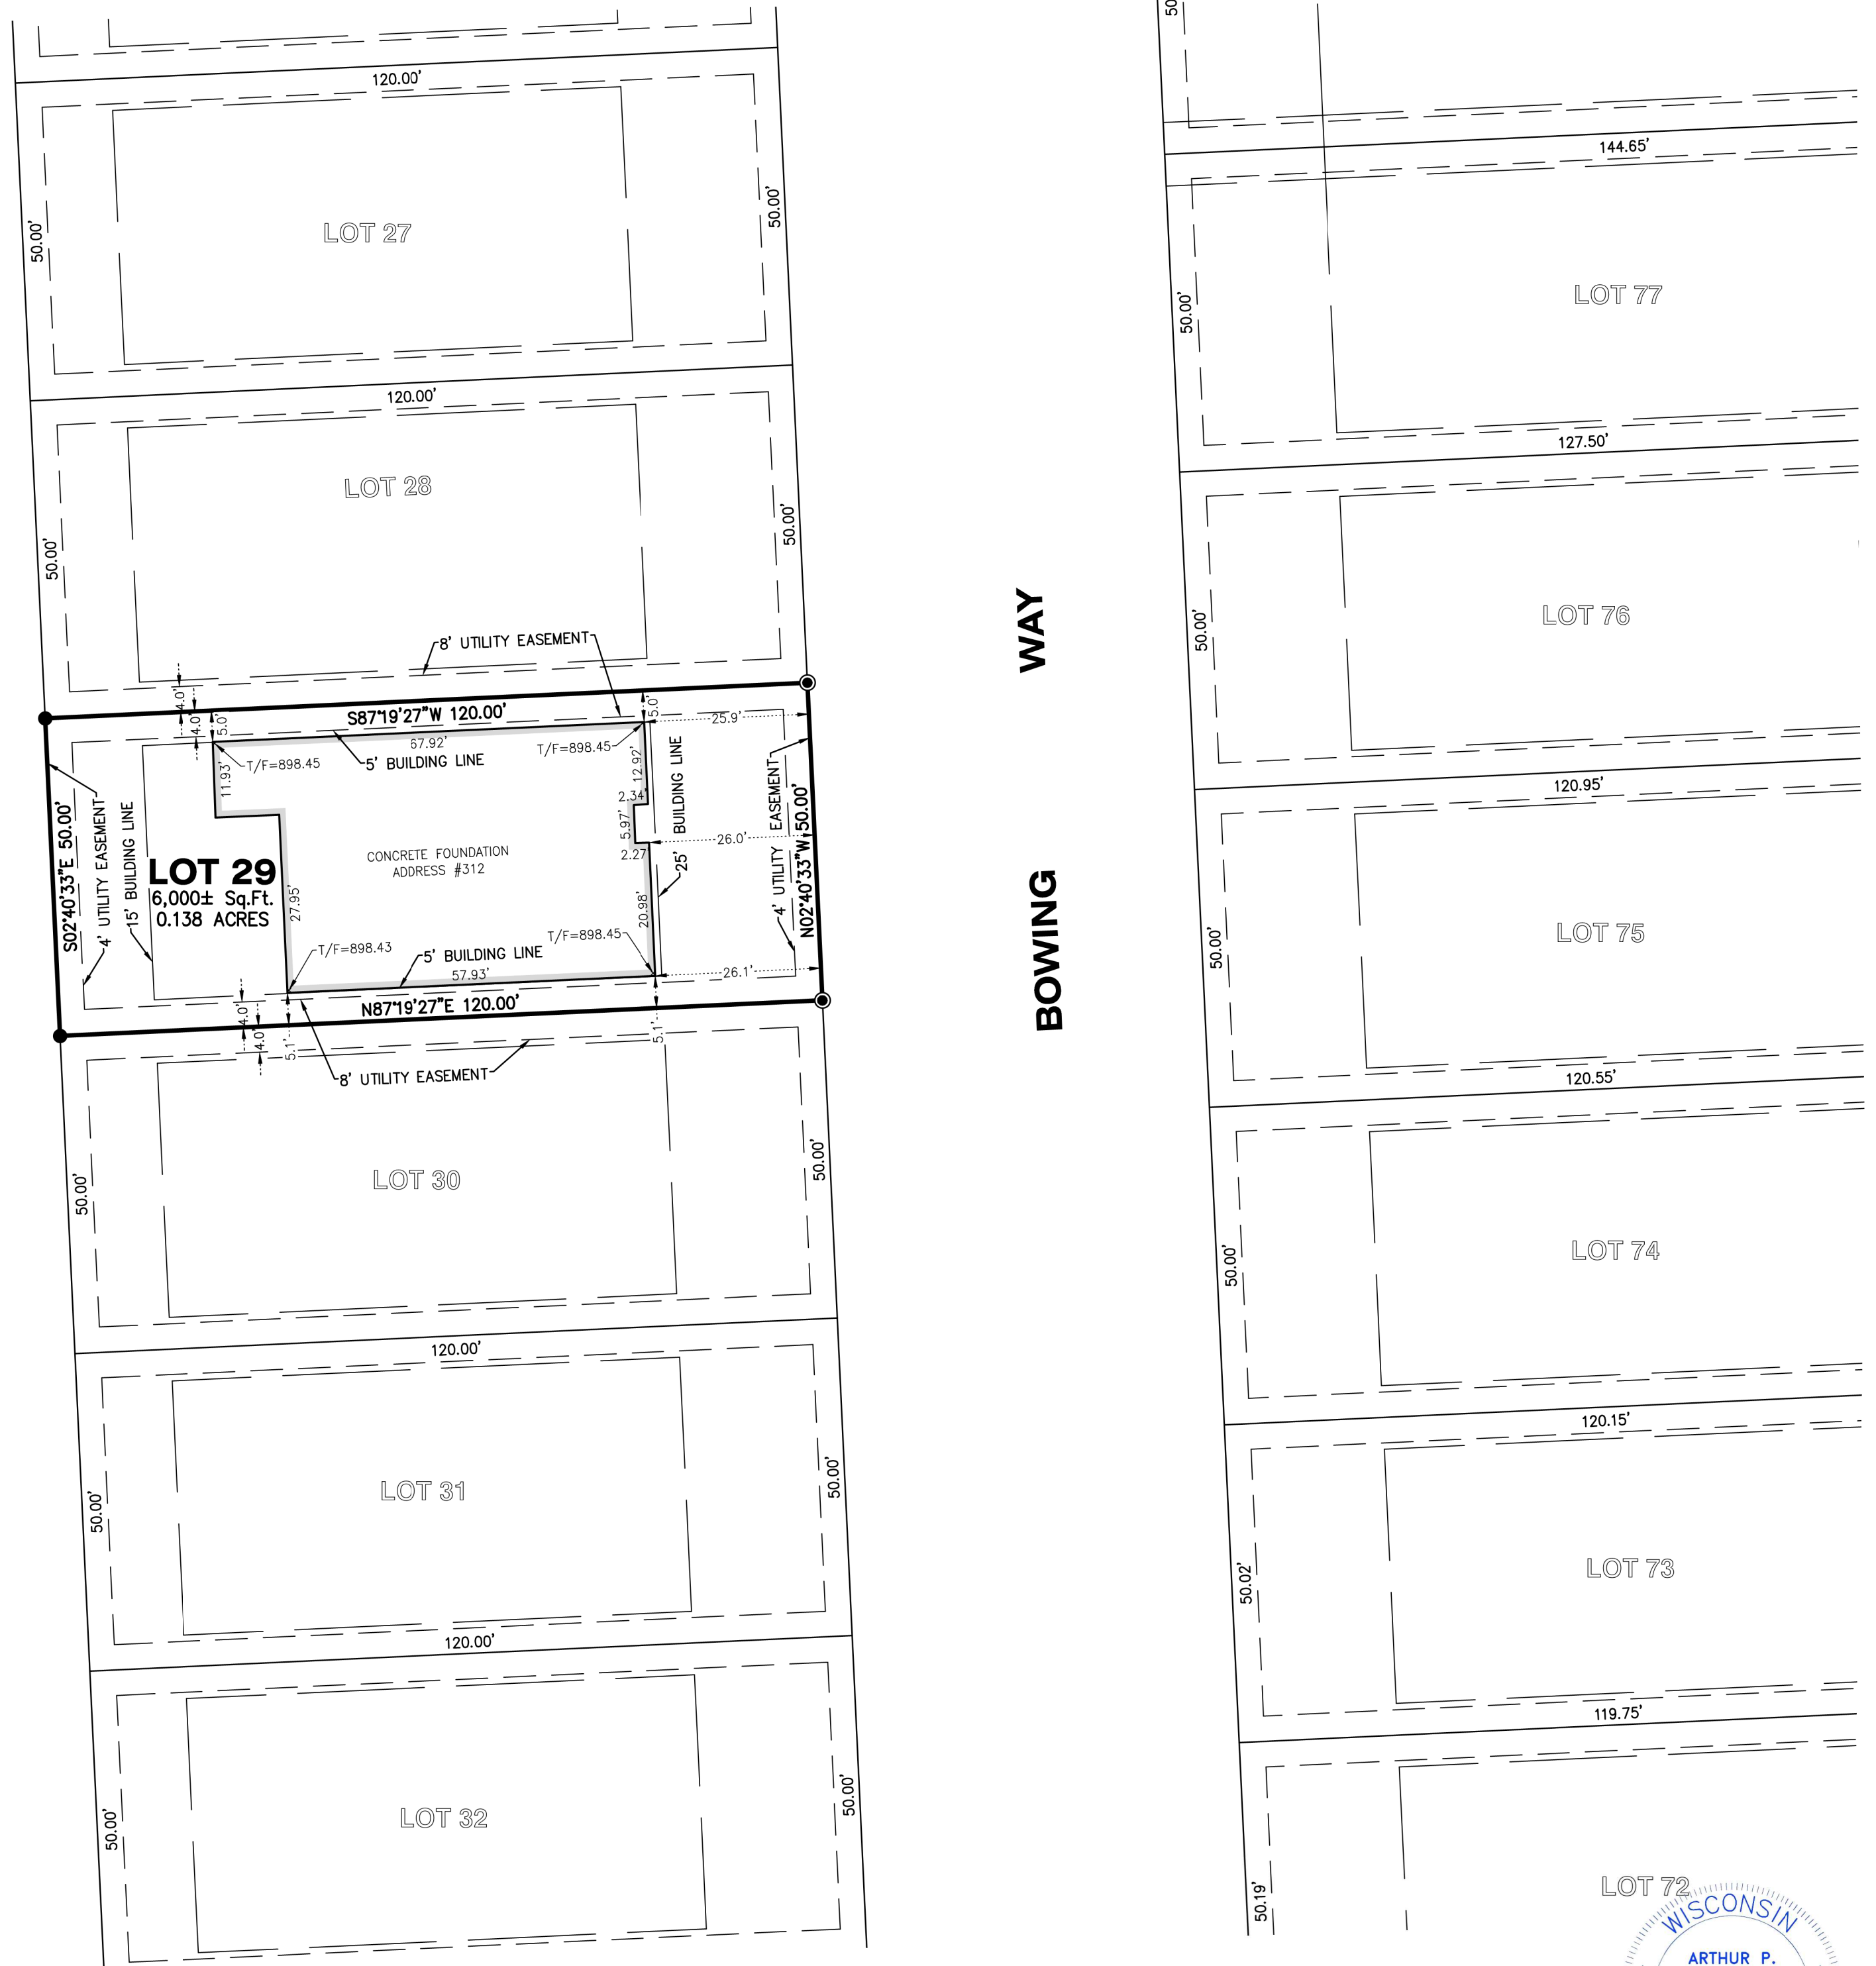 50
120.00'
144.65'
50.00'
LOT 27
50.00'
50.00'
LOT 77
120.00'
127.50'
50.00'
LOT 28
50.00'
50.00'
LOT 76
8' UTILITY EASEMENT
WAY
4.0'
4.0'
5.0'
S87°19'27"W 120.00'
5.0'
25.9'
67.92'
T/F=898.45
T/F=898.45
5' BUILDING LINE
11.93'
12.92'
2.34'
5.97'
2.27
26.0'
120.95'
S02°40'33"E 50.00'
4' UTILITY EASEMENT
15' BUILDING LINE
LOT 29
6,000± Sq.Ft.
0.138 ACRES
CONCRETE FOUNDATION
ADDRESS #312
27.95'
20.98'
25' BUILDING LINE
4' UTILITY EASEMENT
N02°40'33"W 50.00'
T/F=898.43
T/F=898.45
5' BUILDING LINE
57.93'
26.1'
N87°19'27"E 120.00'
4.0'
4.0'
5.1'
5.1'
8' UTILITY EASEMENT
BOWING
50.00'
LOT 75
120.55'
50.00'
LOT 30
50.00'
50.00'
LOT 74
120.00'
120.15'
50.00'
LOT 31
50.00'
50.02'
LOT 73
120.00'
119.75'
50.00'
LOT 32
50.00'
50.19'
LOT 72
WISCONSIN
ARTHUR P.